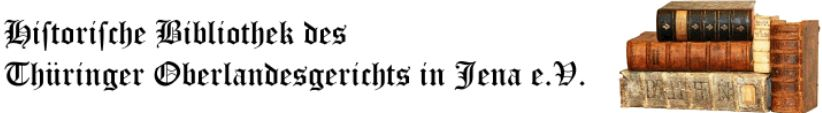 Hiſtoriſche Bibliothek des
Thüringer Oberlandesgerichts in Jena e.V.